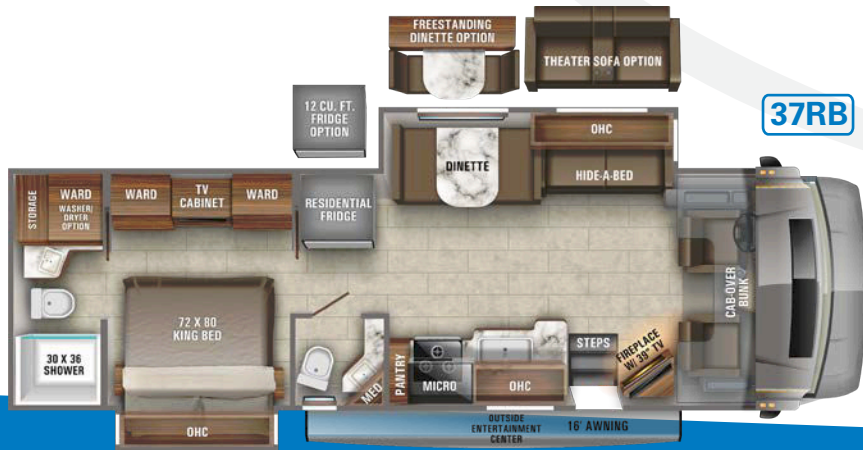 FREESTANDING
DINETTE OPTION
THEATER SOFA OPTION
12 CU. FT.
FRIDGE
OPTION
37RB
OHC
DINETTE
HIDE-A-BED
STORAGE
WARD
WASHER/
DRYER
OPTION
WARD
TV
CABINET
WARD
RESIDENTIAL
FRIDGE
CAB-OVER
BUNK
72 X 80
KING BED
30 X 36
SHOWER
MED
PANTRY
MICRO
OHC
STEPS
FIREPLACE
W/ 39" TV
OHC
OUTSIDE
ENTERTAINMENT
CENTER
16' AWNING